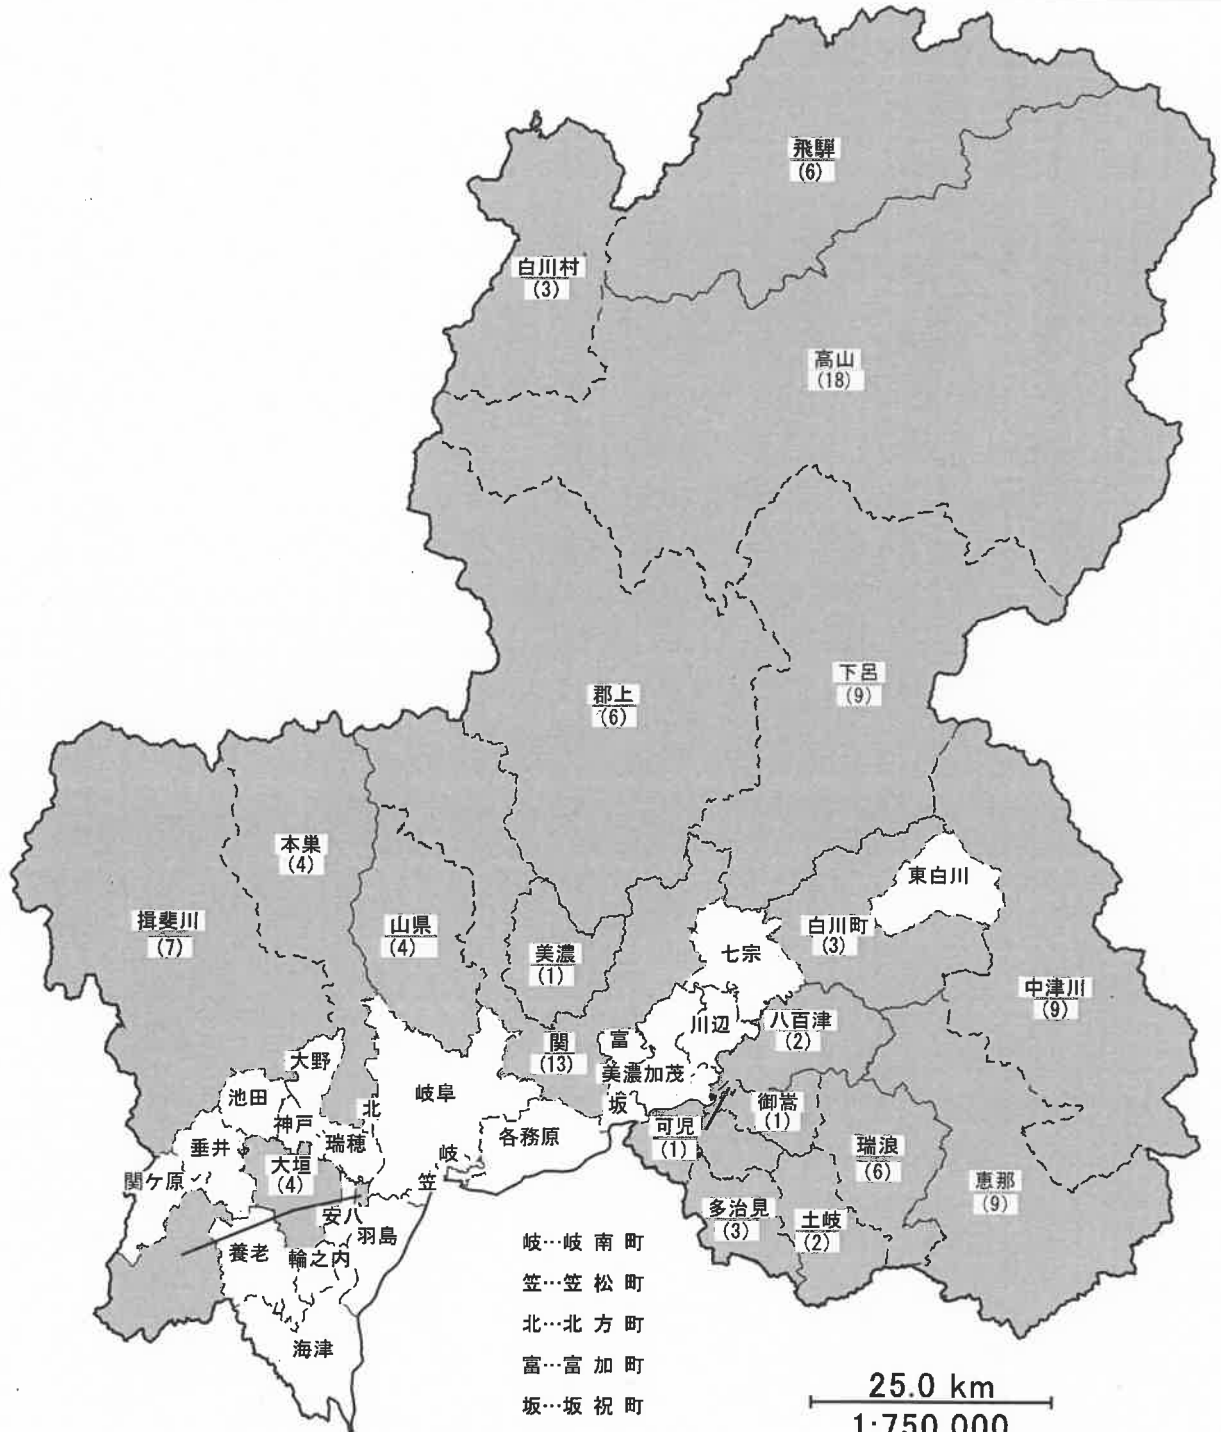 飛騨
(6)
白川村
(3)
高山
(18)
下呂
(9)
郡上
(6)
本巣
(4)
東白川
揖斐川
(7)
山県
(4)
白川町
(3)
美濃
(1)
七宗
中津川
(9)
八百津
(2)
川辺
富
関
(13)
大野
美濃加茂
池田
岐阜
坂
御嵩
(1)
北
神戸
可児
(1)
各務原
瑞穂
垂井
瑞浪
(6)
岐
大垣
(4)
関ケ原
笠
恵那
(9)
多治見
(3)
土岐
(2)
安八
羽島
養老
輪之内
海津
岐…岐南町
笠…笠松町
北…北方町
富…富加町
坂…坂祝町
25.0 km
1:750,000